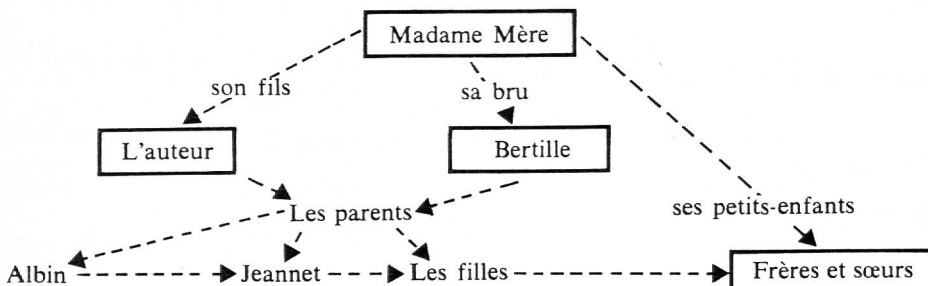 Madame Mère
son fils
sa bru
L'auteur
Bertille
Les parents
ses petits-enfants
Albin
Jeannet
Les filles
Frères et sœurs